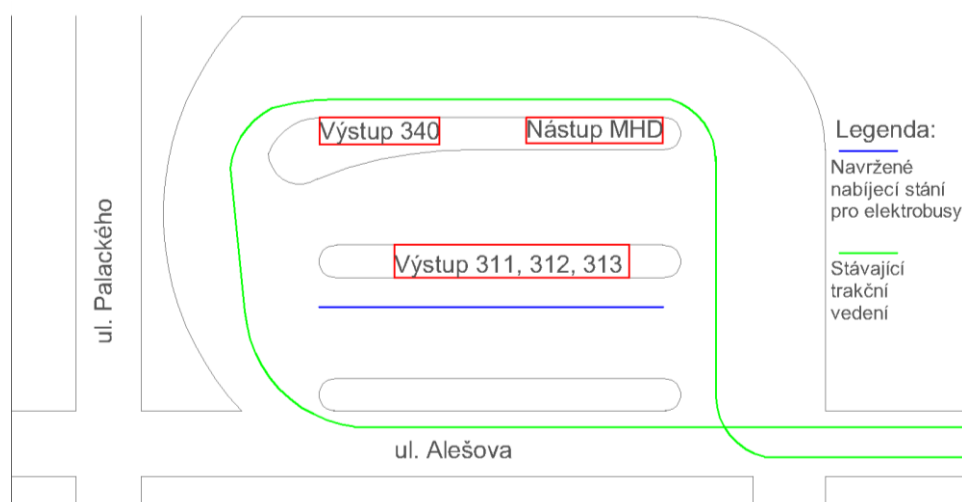 Výstup 340
Nástup MHD
Legenda:
Navržené
nabíjecí stání
pro elektrobusy
ul. Palackého
Výstup 311, 312, 313
Stávající
trakční
vedení
ul. Alešova